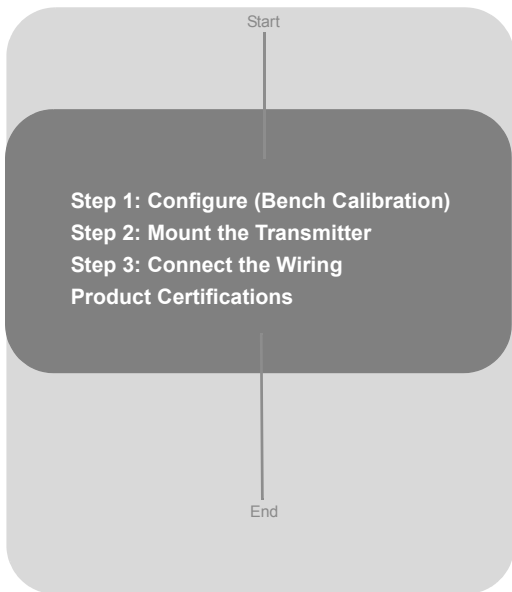 Start
Step 1: Configure (Bench Calibration)
Step 2: Mount the Transmitter
Step 3: Connect the Wiring
Product Certifications
End